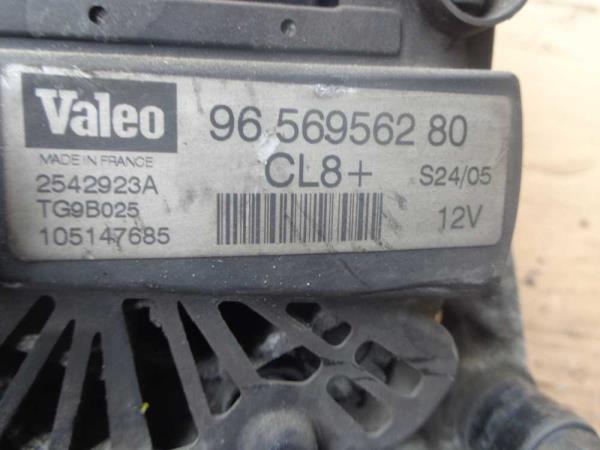 Valeo 96 569562 80
MADE IN FRANCE CL8+ S24/05
2542923A
TG9B025 12V
105147685